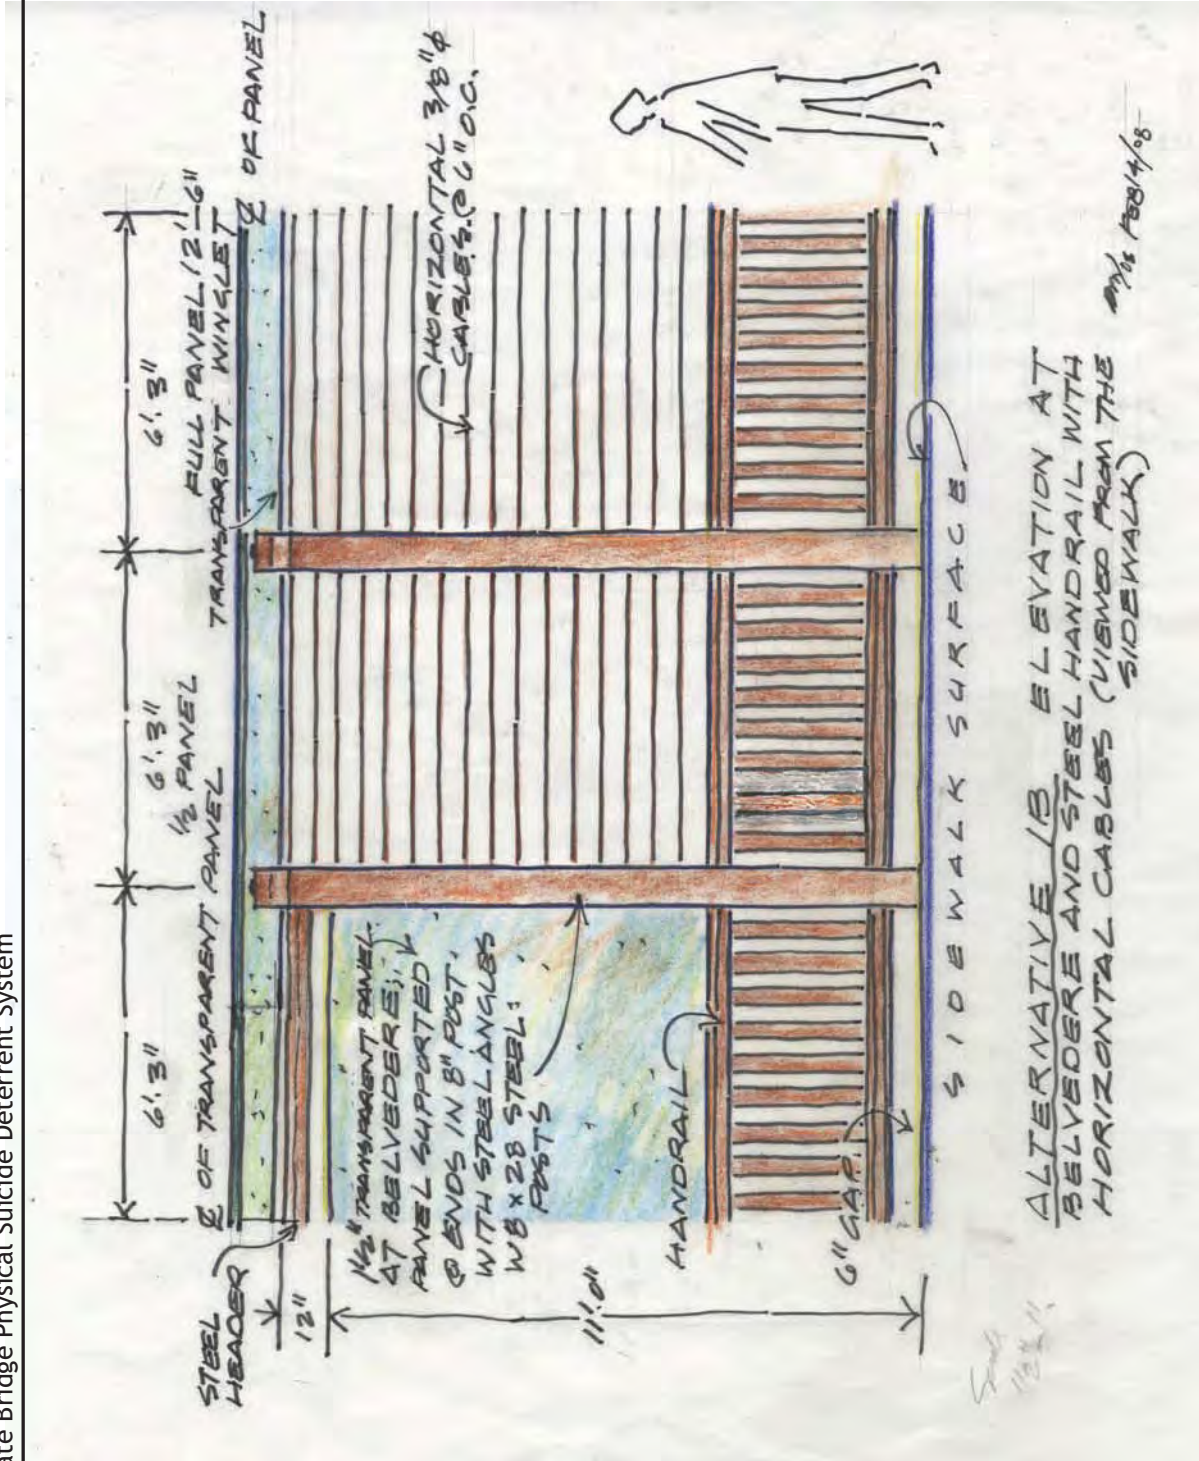 ate Bridge Physical Suicide Deterrent System
6'.3"
6'.3"
6'.3"
℄ OF TRANSPARENT PANEL
1/2 PANEL
FULL PANEL 12'-6"
TRANSPARENT WINGLET
℄ OF PANEL
STEEL
HEADER
12"
11'.0"
1 1/2" TRANSPARENT PANEL
AT BELVEDERE;
PANEL SUPPORTED
@ ENDS IN 8" POST
WITH STEEL ANGLES
W8 x 28 STEEL
POSTS
HORIZONTAL 3/8" ϕ
CABLES @ 6" O.C.
HANDRAIL
6" GAP
SIDEWALK SURFACE
ALTERNATIVE 1B ELEVATION AT
BELVEDERE AND STEEL HANDRAIL WITH
HORIZONTAL CABLES (VIEWED FROM THE
SIDEWALK)